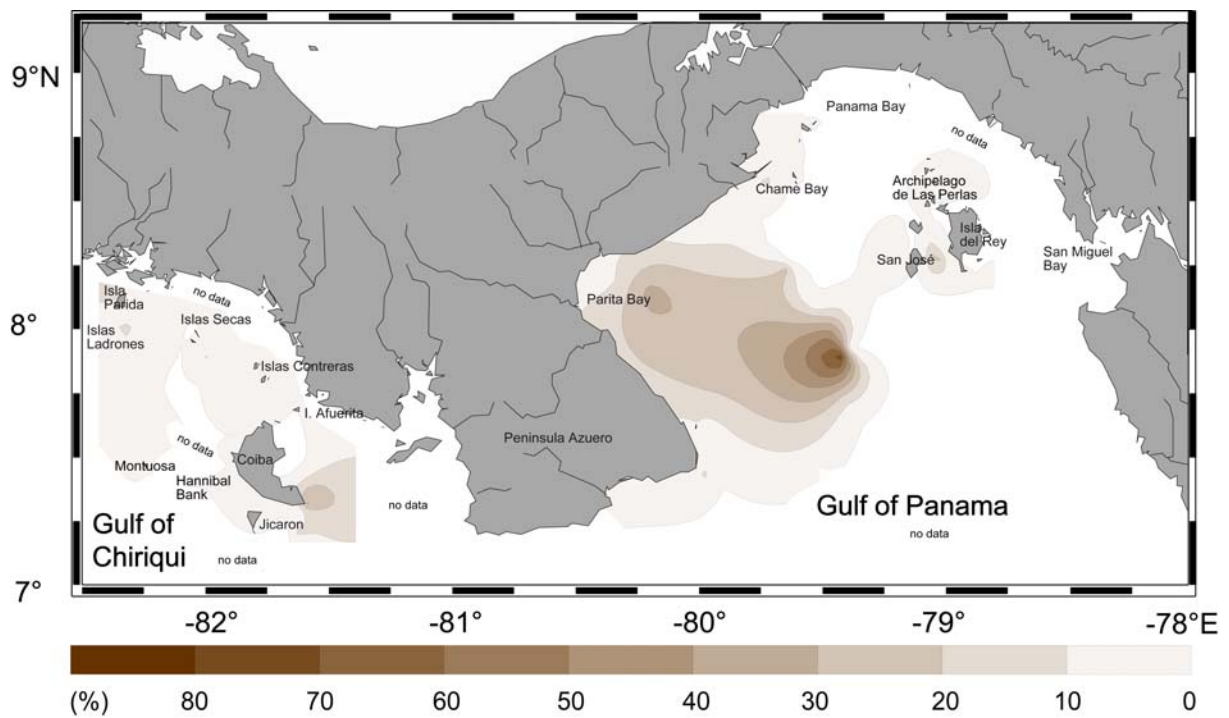 9°N
Panama Bay
no data
Chame Bay
Archipelago
de Las Perlas
Isla
del Rey
San José
San Miguel
Bay
no data
Isla
Parida
Islas Secas
Parita Bay
8°
Islas
Ladrones
Islas Contreras
I. Afuerita
no data
Peninsula Azuero
Coiba
Montuosa
Hannibal
Bank
no data
Gulf of Panama
Gulf of
Chiriqui
Jicaron
no data
no data
7°
-82°
-81°
-80°
-79°
-78°E
(%)
80
70
60
50
40
30
20
10
0